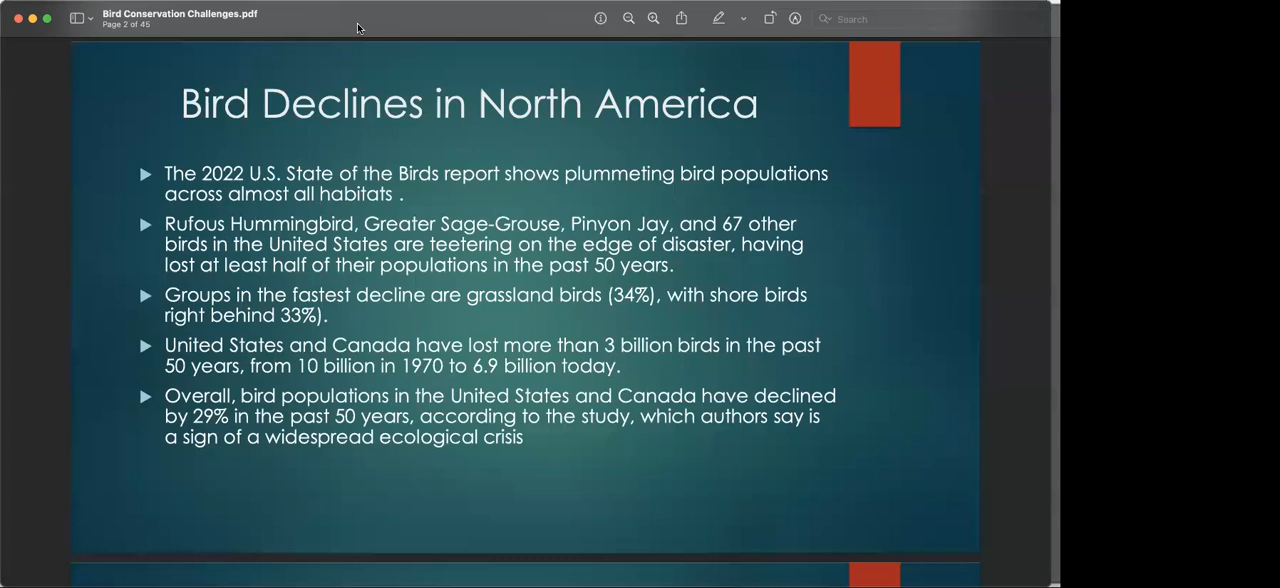 Bird Conservation Challenges.pdf
Page 2 of 45
Search
Bird Declines in North America
The 2022 U.S. State of the Birds report shows plummeting bird populations
across almost all habitats .
Rufous Hummingbird, Greater Sage-Grouse, Pinyon Jay, and 67 other
birds in the United States are teetering on the edge of disaster, having
lost at least half of their populations in the past 50 years.
Groups in the fastest decline are grassland birds (34%), with shore birds
right behind 33%).
United States and Canada have lost more than 3 billion birds in the past
50 years, from 10 billion in 1970 to 6.9 billion today.
Overall, bird populations in the United States and Canada have declined
by 29% in the past 50 years, according to the study, which authors say is
a sign of a widespread ecological crisis